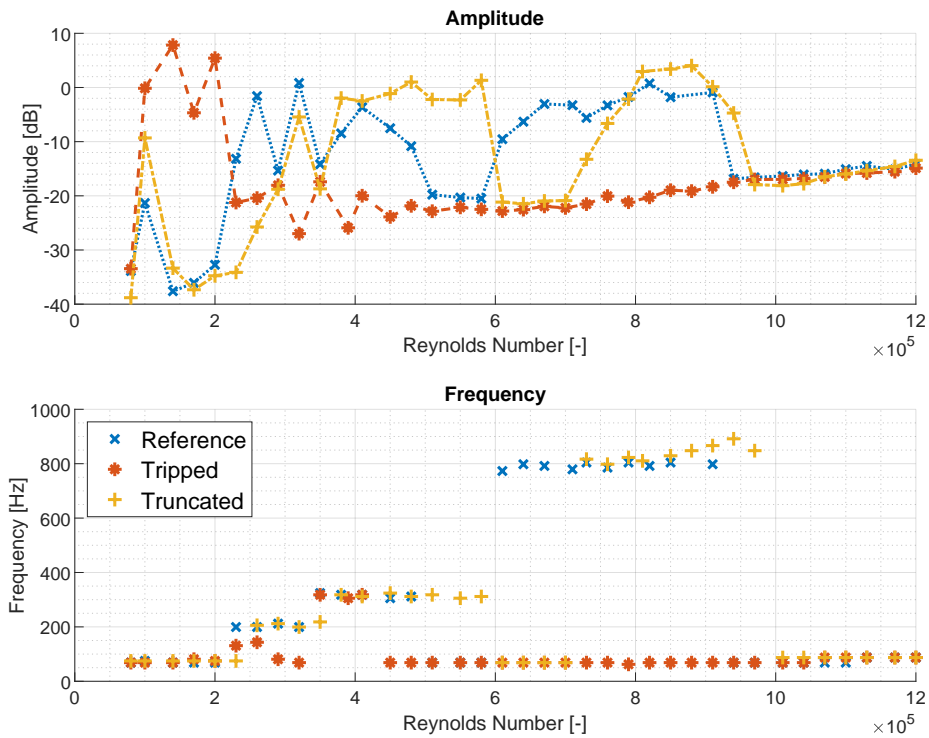 Amplitude
10
0
-10
-20
-30
-40
Amplitude [dB]
0 2 4 6 8 10 12
Reynolds Number [-]
×10^5
Frequency
1000
800
600
400
200
0
Frequency [Hz]
Reference
Tripped
Truncated
0 2 4 6 8 10 12
Reynolds Number [-]
×10^5